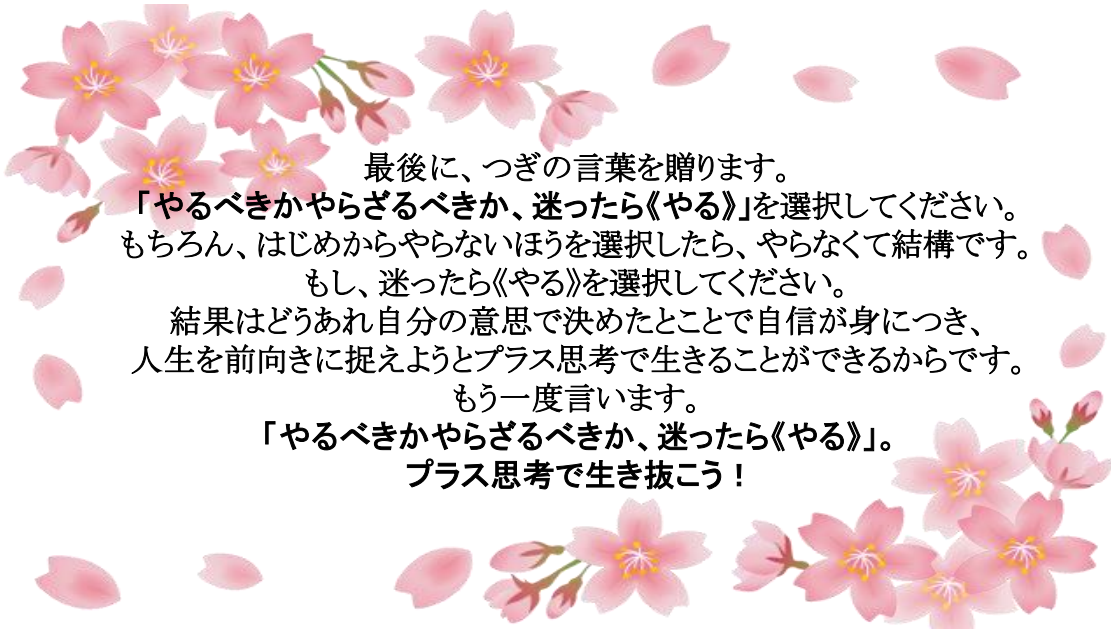 最後に、つぎの言葉を贈ります。
「やるべきかやらざるべきか、迷ったら《やる》」を選択してください。
もちろん、はじめからやらないほうを選択したら、やらなくて結構です。
もし、迷ったら《やる》を選択してください。
結果はどうあれ自分の意思で決めたとことで自信が身につき、
人生を前向きに捉えようとプラス思考で生きることができるからです。
もう一度言います。
「やるべきかやらざるべきか、迷ったら《やる》」。
プラス思考で生き抜こう！